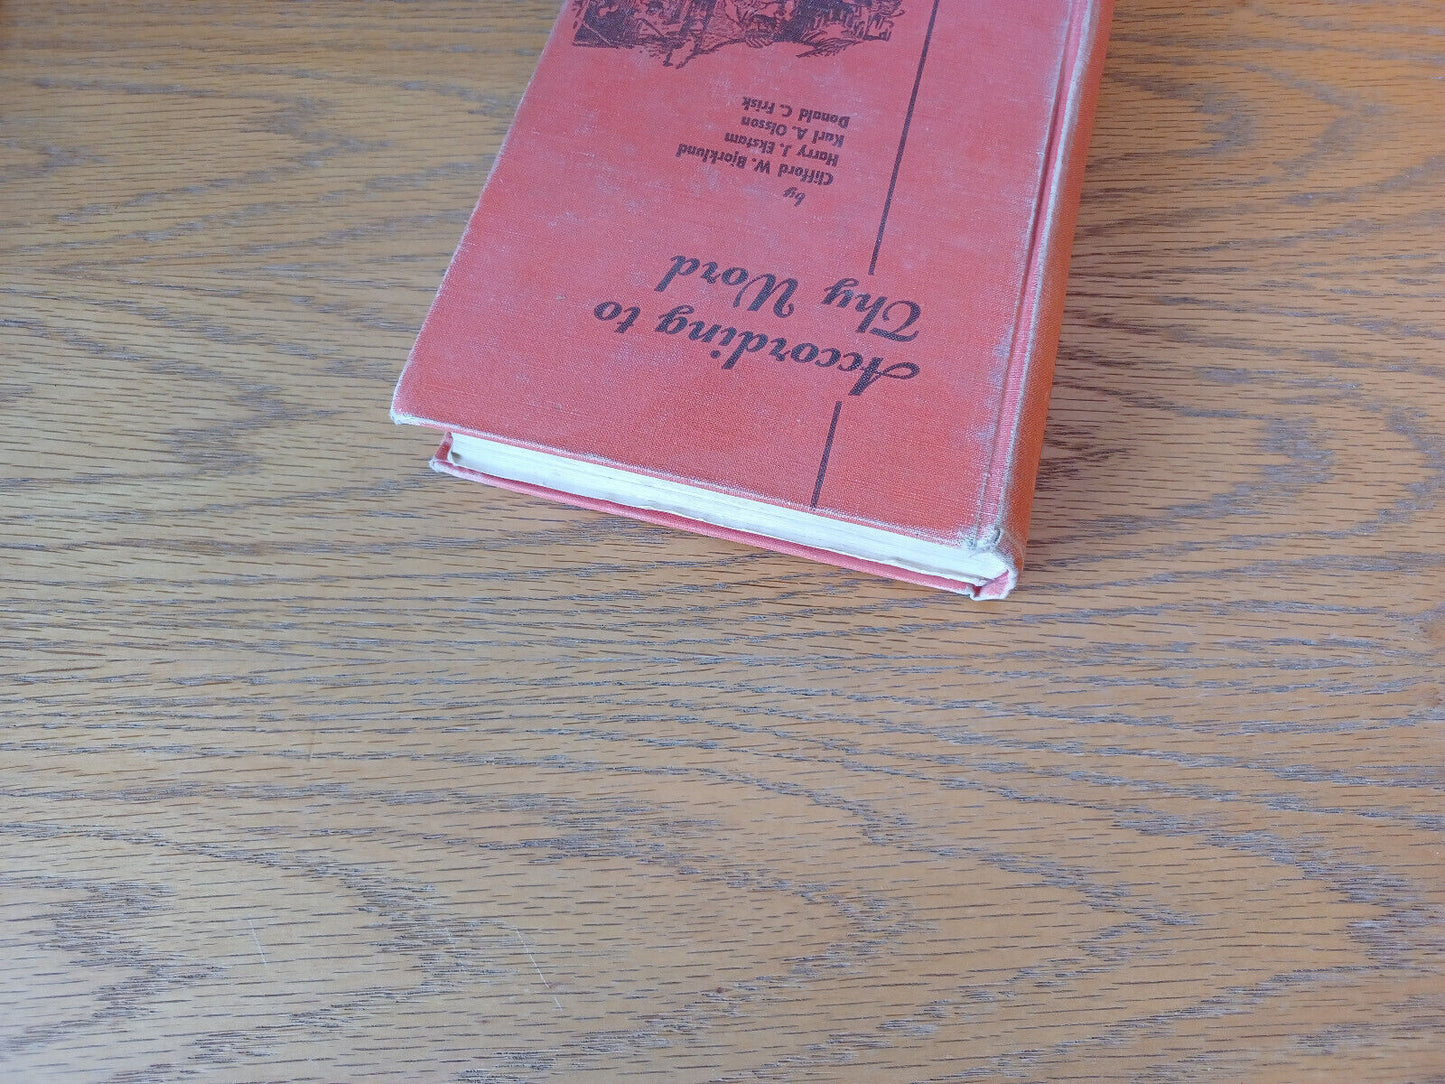 According to
Thy Word
by
Clifford W. Bjorklund
Harry J. Ekstam
Karl A. Olsson
Donald C. Frisk